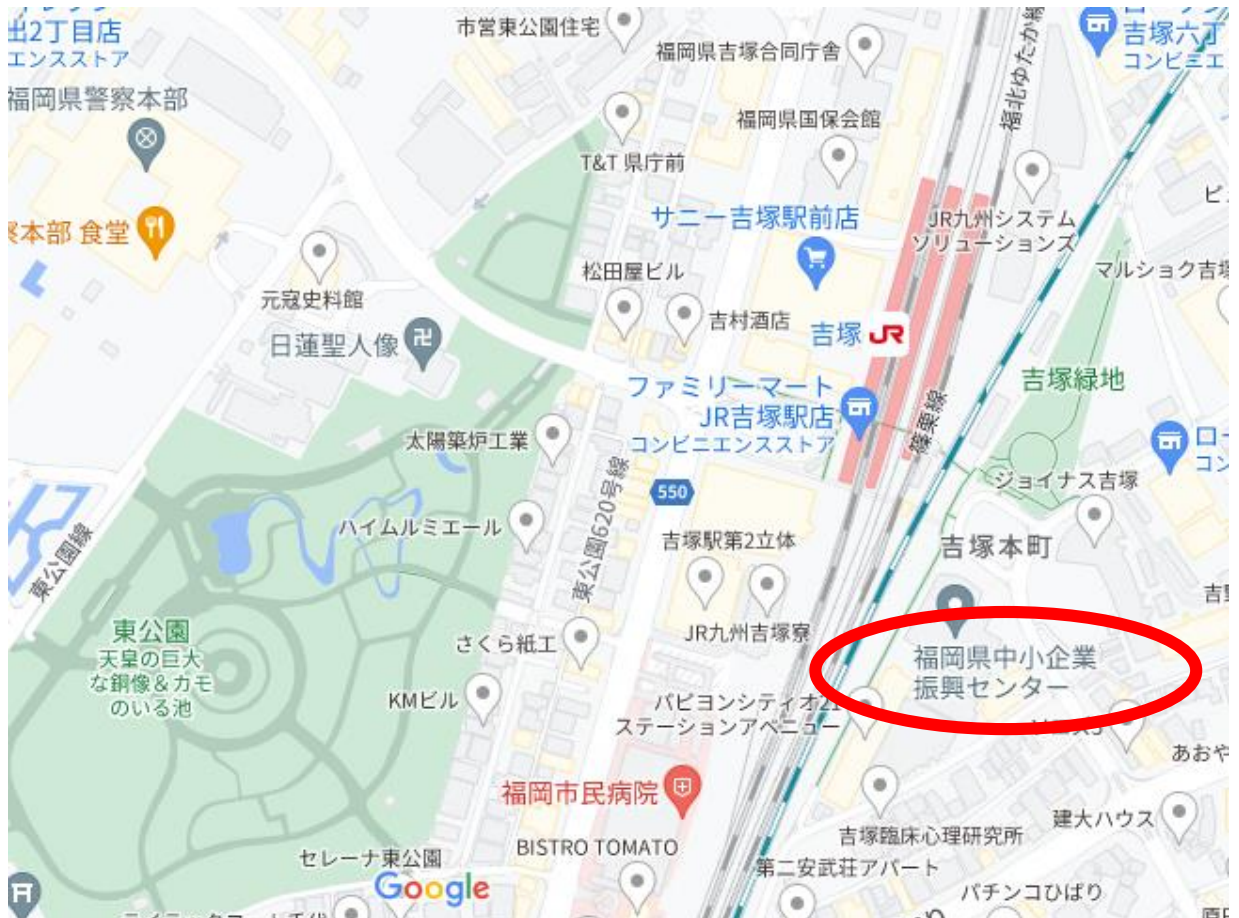 出2丁目店
エンスストア
市営東公園住宅
福岡県吉塚合同庁舎
福北ゆたか線
吉塚六丁
コンビニエ
福岡県警察本部
福岡県国保会館
T&T 県庁前
JR九州システム
ソリューションズ
察本部 食堂
サニー吉塚駅前店
マルショク吉塚
元寇史料館
松田屋ビル
日蓮聖人像
吉村酒店
吉塚 JR
吉塚緑地
ファミリーマート
JR吉塚駅店
コンビニエンスストア
篠栗線
太陽築炉工業
ロー
コン
ジョイナス吉塚
550
東公園620号線
ハイムルミエール
吉塚駅第2立体
吉塚本町
東公園線
JR九州吉塚寮
東公園
天皇の巨大
な銅像&カモ
のいる池
さくら紙工
福岡県中小企業
振興センター
KMビル
パピヨンシティオ21
ステーションアベニュー
あおや
福岡市民病院
吉塚臨床心理研究所
建大ハウス
BISTRO TOMATO
セレーナ東公園
第二安武荘アパート
Google
パチンコひばり